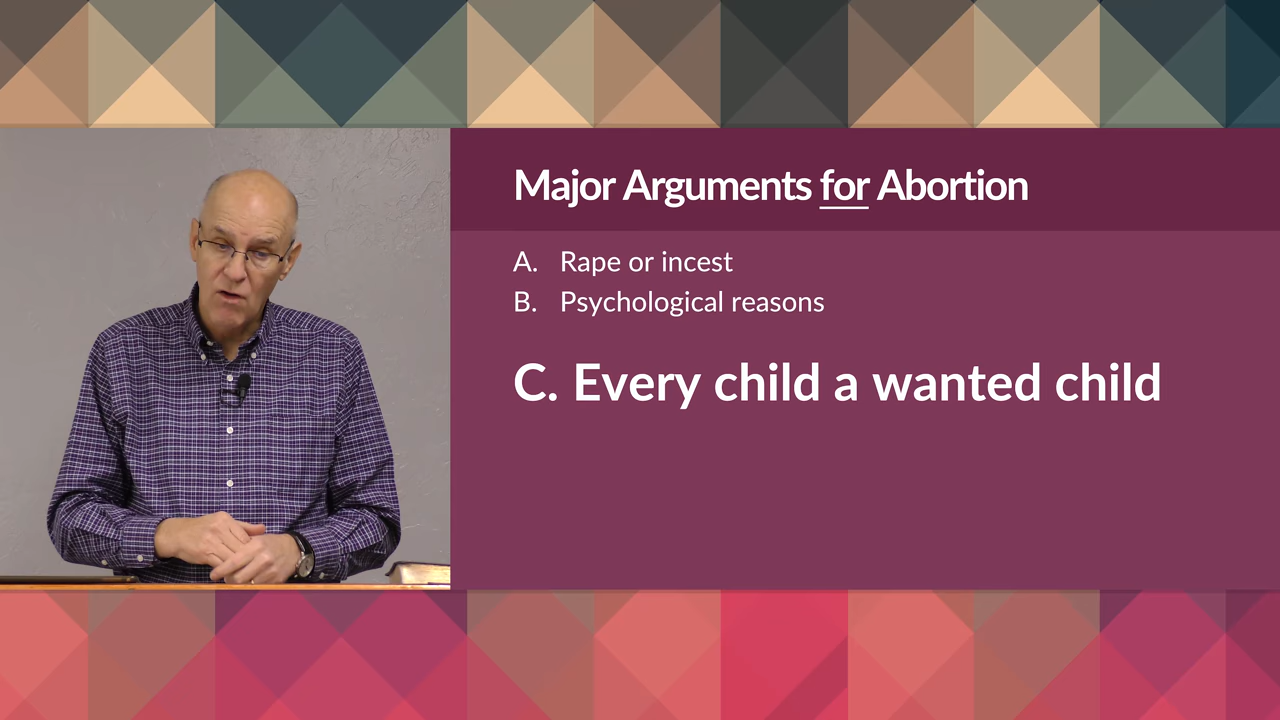 Major Arguments for Abortion
A. Rape or incest
B. Psychological reasons
C. Every child a wanted child